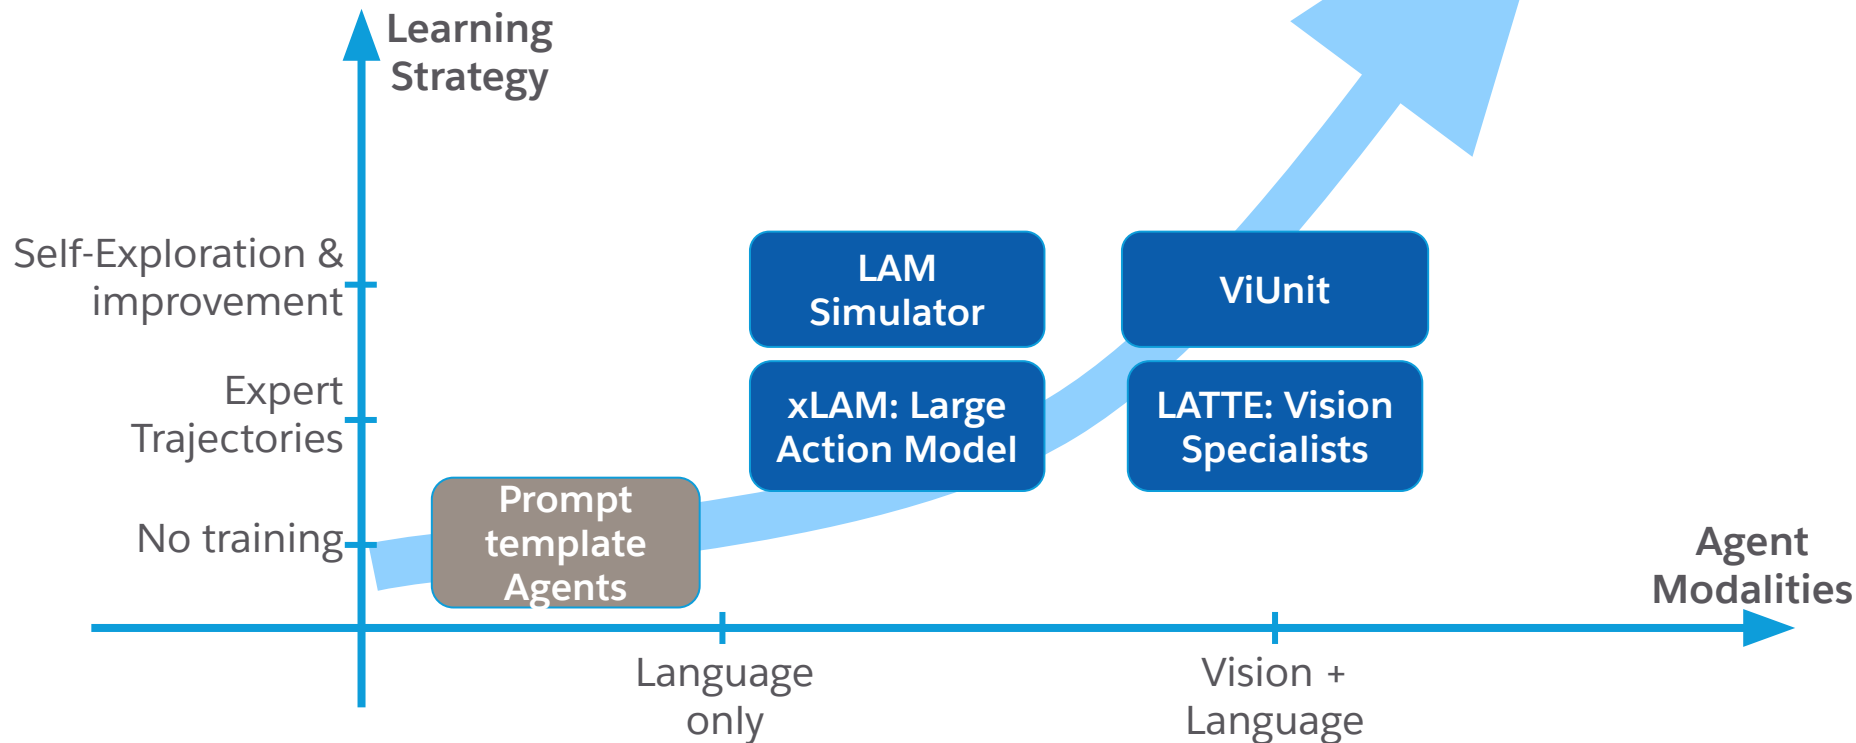 Learning
Strategy
Self-Exploration &
improvement
LAM
Simulator
ViUnit
Expert
Trajectories
xLAM: Large
Action Model
LATTE: Vision
Specialists
No training
Prompt
template
Agents
Agent
Modalities
Language
only
Vision +
Language